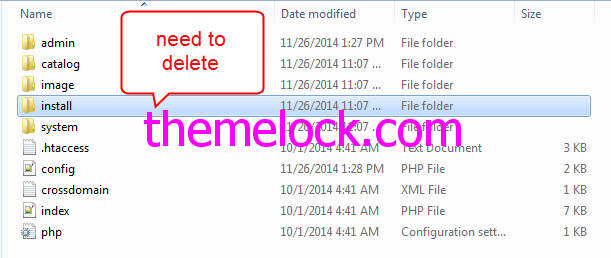 Name Date modified Type Size
need to
delete
admin 11/26/2014 1:27 PM File folder
catalog 11/26/2014 11:07 ... File folder
image 11/26/2014 11:07 ... File folder
install 11/26/2014 11:07 ... File folder
system 11/26/2014 11:07 ... File folder
themelock.com
.htaccess 10/1/2014 4:41 AM Text Document 3 KB
config 11/26/2014 1:28 PM PHP File 2 KB
crossdomain 10/1/2014 4:41 AM XML File 1 KB
index 10/1/2014 4:41 AM PHP File 7 KB
php 10/1/2014 4:41 AM Configuration sett... 1 KB